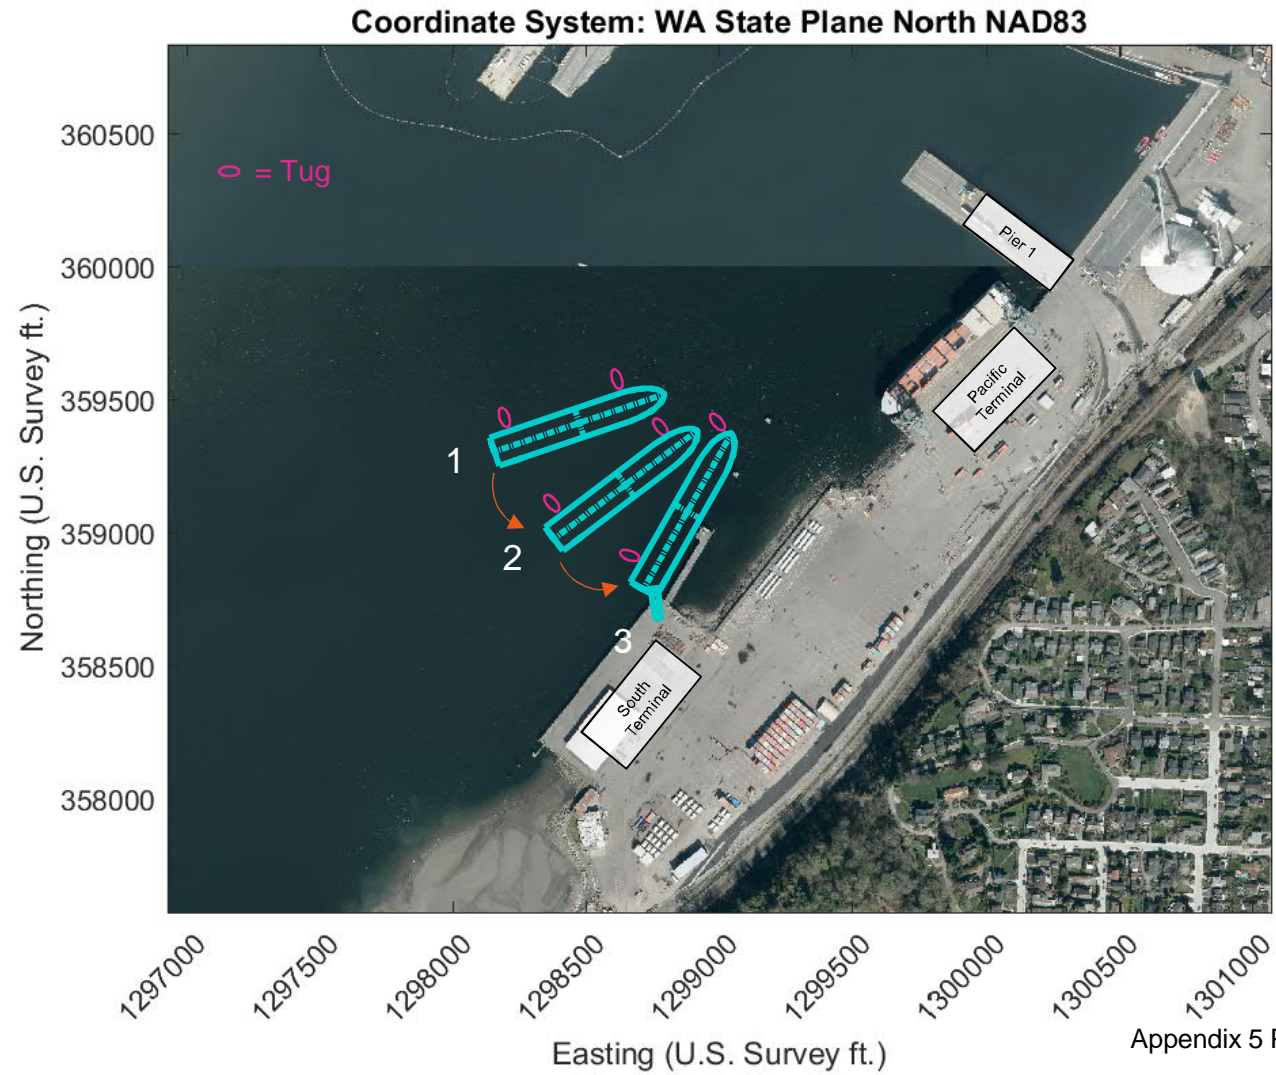 Coordinate System: WA State Plane North NAD83
360500
360000
359500
359000
358500
358000
Northing (U.S. Survey ft.)
= Tug
Pier 1
Pacific
Terminal
1
2
3
South
Terminal
1297000
1297500
1298000
1298500
1299000
1299500
1300000
1300500
1301000
Easting (U.S. Survey ft.)
Appendix 5